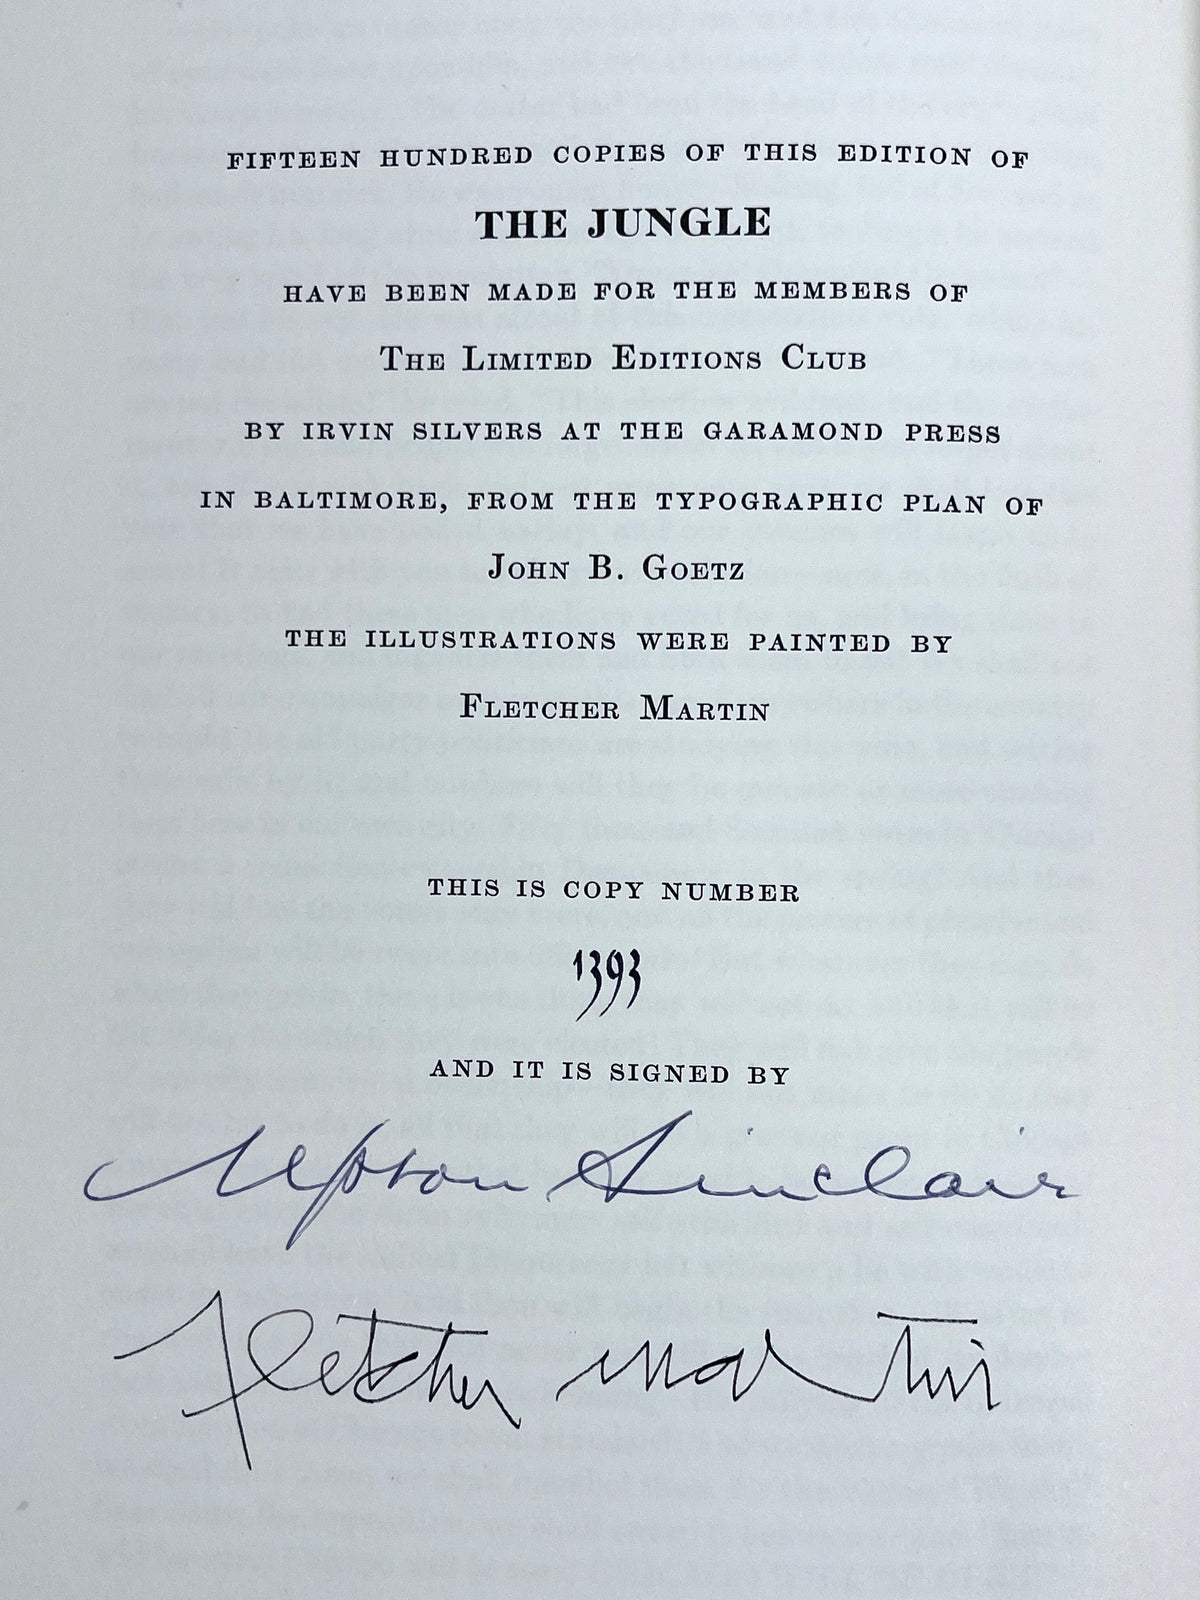 FIFTEEN HUNDRED COPIES OF THIS EDITION OF
THE JUNGLE
HAVE BEEN MADE FOR THE MEMBERS OF
THE LIMITED EDITIONS CLUB
BY IRVIN SILVERS AT THE GARAMOND PRESS
IN BALTIMORE, FROM THE TYPOGRAPHIC PLAN OF
JOHN B. GOETZ
THE ILLUSTRATIONS WERE PAINTED BY
FLETCHER MARTIN
THIS IS COPY NUMBER
1393
AND IT IS SIGNED BY
Upton Sinclair
Fletcher Martin